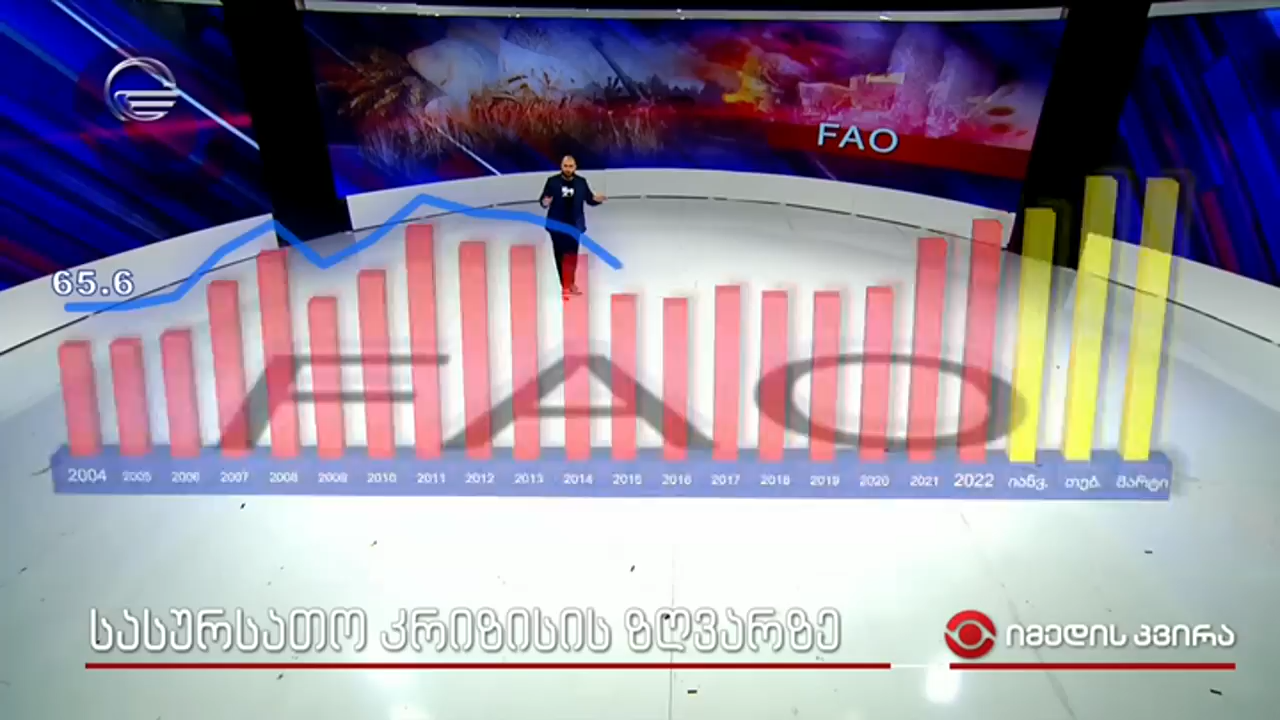 FAO
65.6
FAO
2004 2005 2006 2007 2008 2009 2010 2011 2012 2013 2014 2015 2016 2017 2018 2019 2020 2021 2022 იანვ. თებ. მარტი
სასურსათო კრიზისის ზღვარზე
იმედის კვირა